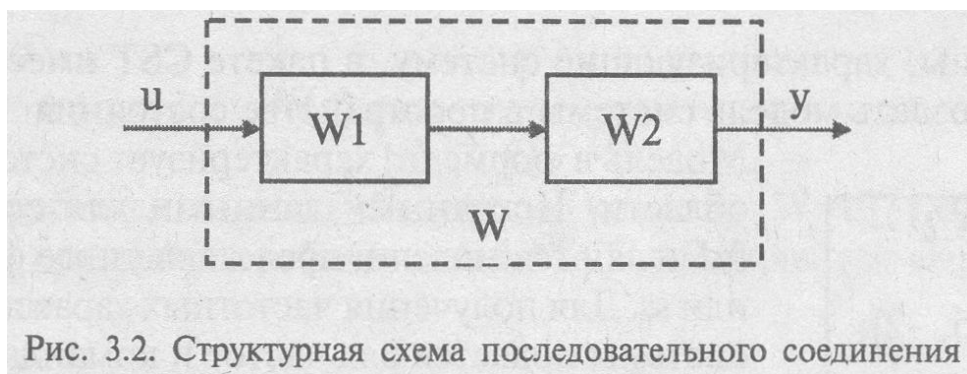 u
W1
W2
y
W
Рис. 3.2. Структурная схема последовательного соединения